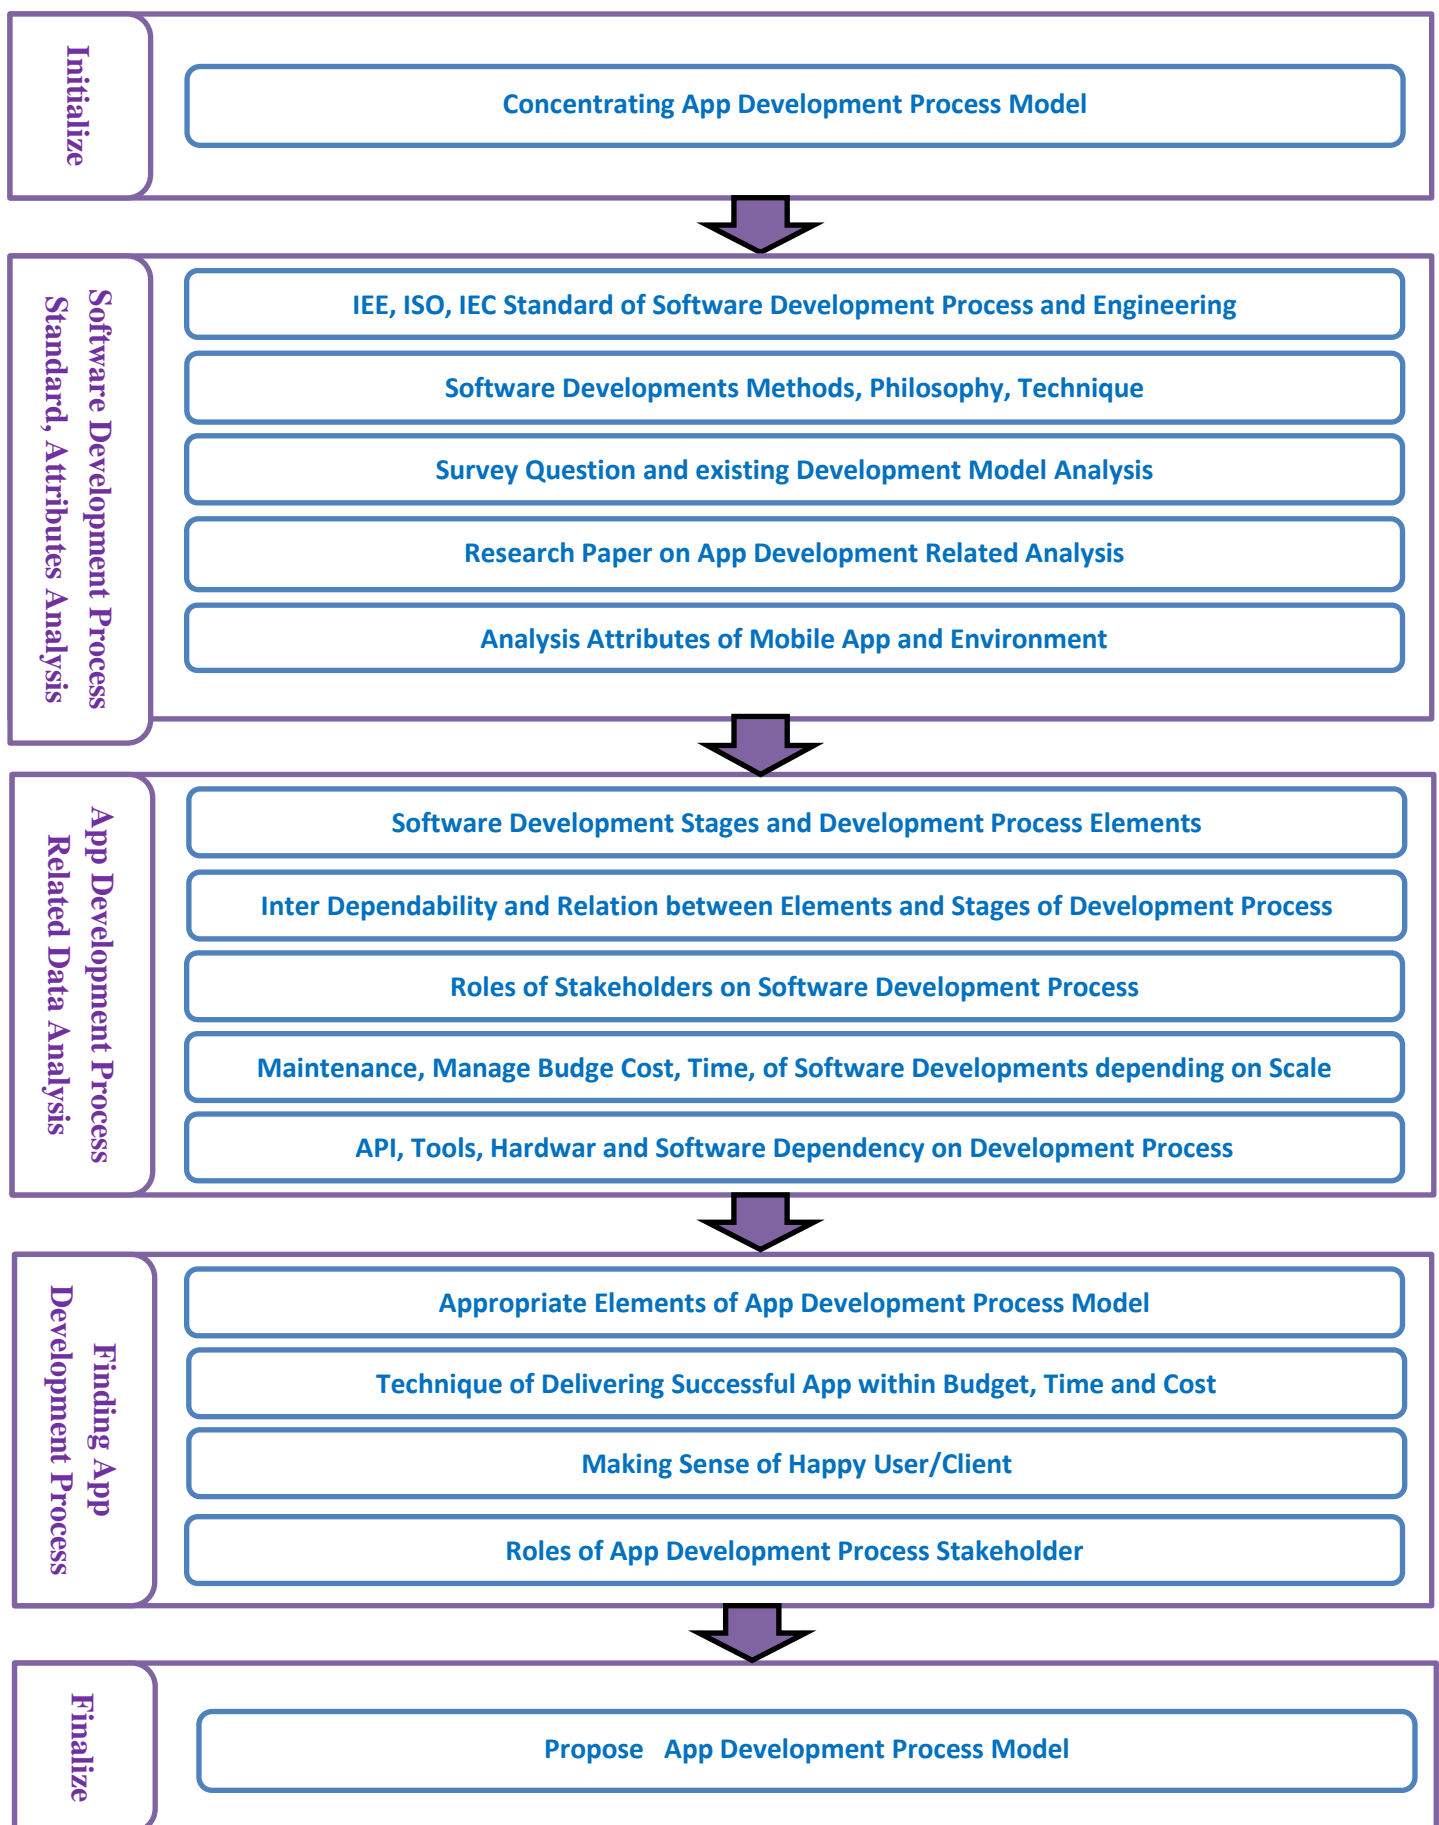 Initialize
Concentrating App Development Process Model
Software Development Process
Standard, Attributes Analysis
IEE, ISO, IEC Standard of Software Development Process and Engineering
Software Developments Methods, Philosophy, Technique
Survey Question and existing Development Model Analysis
Research Paper on App Development Related Analysis
Analysis Attributes of Mobile App and Environment
App Development Process
Related Data Analysis
Software Development Stages and Development Process Elements
Inter Dependability and Relation between Elements and Stages of Development Process
Roles of Stakeholders on Software Development Process
Maintenance, Manage Budge Cost, Time, of Software Developments depending on Scale
API, Tools, Hardwar and Software Dependency on Development Process
Finding App
Development Process
Appropriate Elements of App Development Process Model
Technique of Delivering Successful App within Budget, Time and Cost
Making Sense of Happy User/Client
Roles of App Development Process Stakeholder
Finalize
Propose App Development Process Model